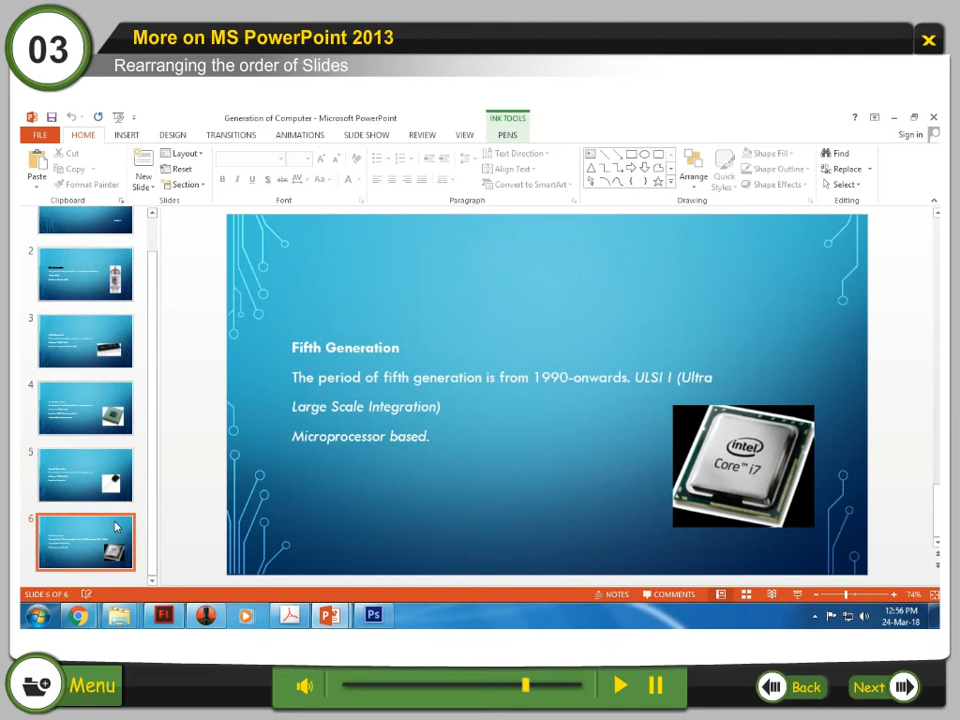 03
More on MS PowerPoint 2013
Rearranging the order of Slides
Generation of Computer - Microsoft PowerPoint
INK TOOLS
Sign in
FILE HOME INSERT DESIGN TRANSITIONS ANIMATIONS SLIDE SHOW REVIEW VIEW PENS
Paste
Cut
Copy
Format Painter
Clipboard
New Slide
Layout
Reset
Section
Slides
Font
Text Direction
Align Text
Convert to SmartArt
Paragraph
Arrange
Quick Styles
Shape Fill
Shape Outline
Shape Effects
Drawing
Find
Replace
Select
Editing
2
3
4
5
6
Fifth Generation
The period of fifth generation is from 1990-onwards. ULSI I (Ultra
Large Scale Integration)
Microprocessor based.
intel
Core™ i7
SLIDE 6 OF 6
NOTES
COMMENTS
74%
12:56 PM
24-Mar-18
Menu
Back
Next